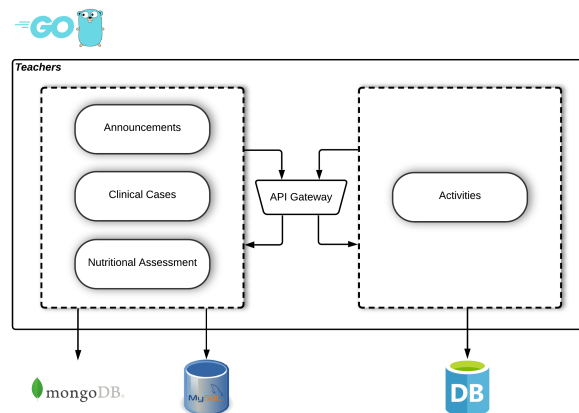 GO
Teachers
Announcements
Clinical Cases
Nutritional Assessment
API Gateway
Activities
mongoDB.
MySQL
DB